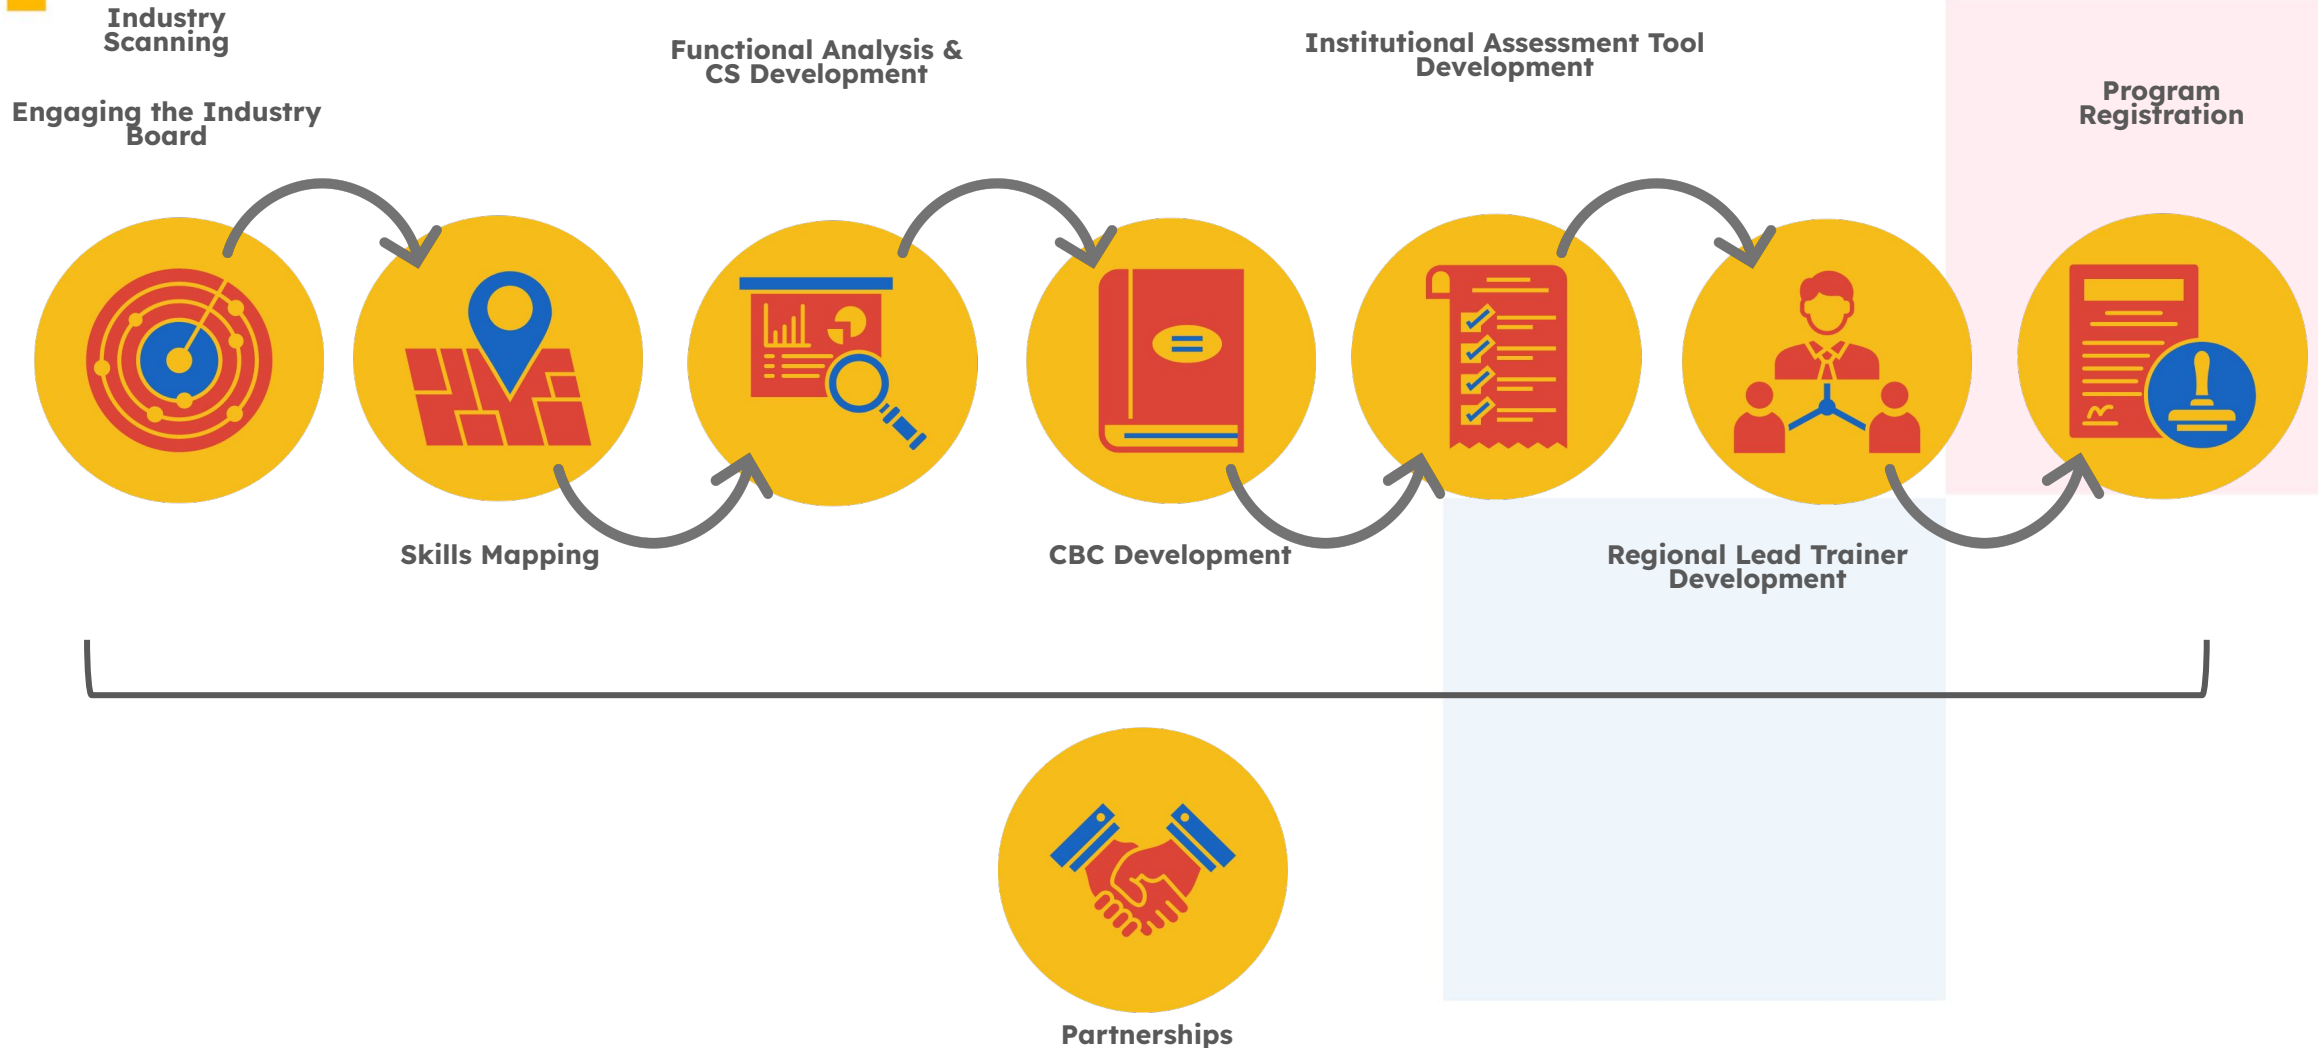 Industry
Scanning
Engaging the Industry
Board
Functional Analysis &
CS Development
Institutional Assessment Tool
Development
Program
Registration
Skills Mapping
CBC Development
Regional Lead Trainer
Development
Partnerships